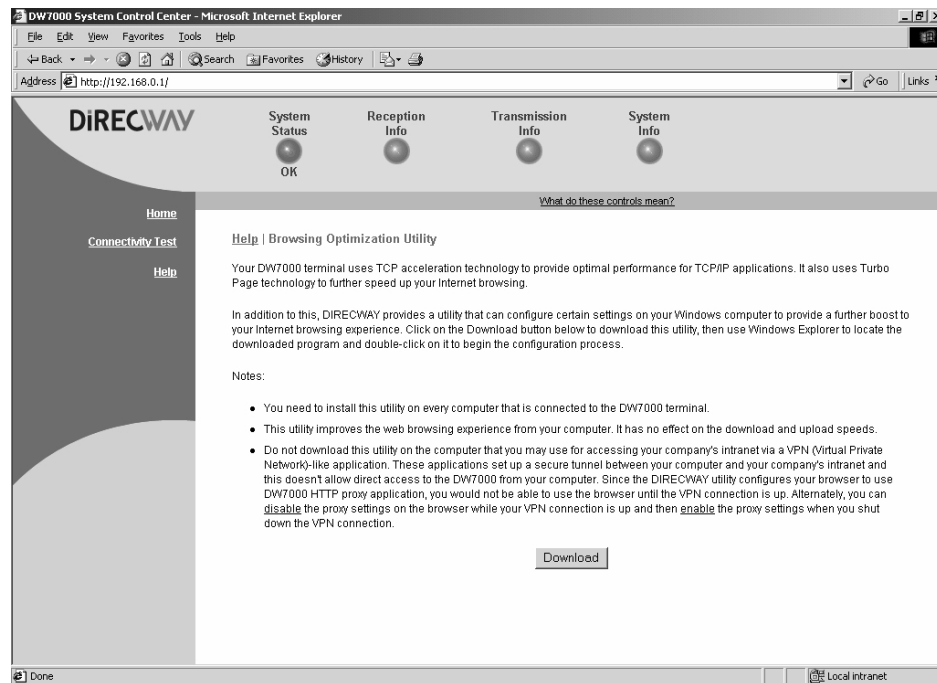 DW7000 System Control Center - Microsoft Internet Explorer
File Edit View Favorites Tools Help
Back Search Favorites History
Address http://192.168.0.1/ Go Links
DIRECWAY
System Status
OK
Reception Info
Transmission Info
System Info
What do these controls mean?
Home
Connectivity Test
Help
Help | Browsing Optimization Utility
Your DW7000 terminal uses TCP acceleration technology to provide optimal performance for TCP/IP applications. It also uses Turbo
Page technology to further speed up your Internet browsing.
In addition to this, DIRECWAY provides a utility that can configure certain settings on your Windows computer to provide a further boost to
your Internet browsing experience. Click on the Download button below to download this utility, then use Windows Explorer to locate the
downloaded program and double-click on it to begin the configuration process.
Notes:
• You need to install this utility on every computer that is connected to the DW7000 terminal.
• This utility improves the web browsing experience from your computer. It has no effect on the download and upload speeds.
• Do not download this utility on the computer that you may use for accessing your company's intranet via a VPN (Virtual Private
Network)-like application. These applications set up a secure tunnel between your computer and your company's intranet and
this doesn't allow direct access to the DW7000 from your computer. Since the DIRECWAY utility configures your browser to use
DW7000 HTTP proxy application, you would not be able to use the browser until the VPN connection is up. Alternately, you can
disable the proxy settings on the browser while your VPN connection is up and then enable the proxy settings when you shut
down the VPN connection.
Download
Done
Local intranet